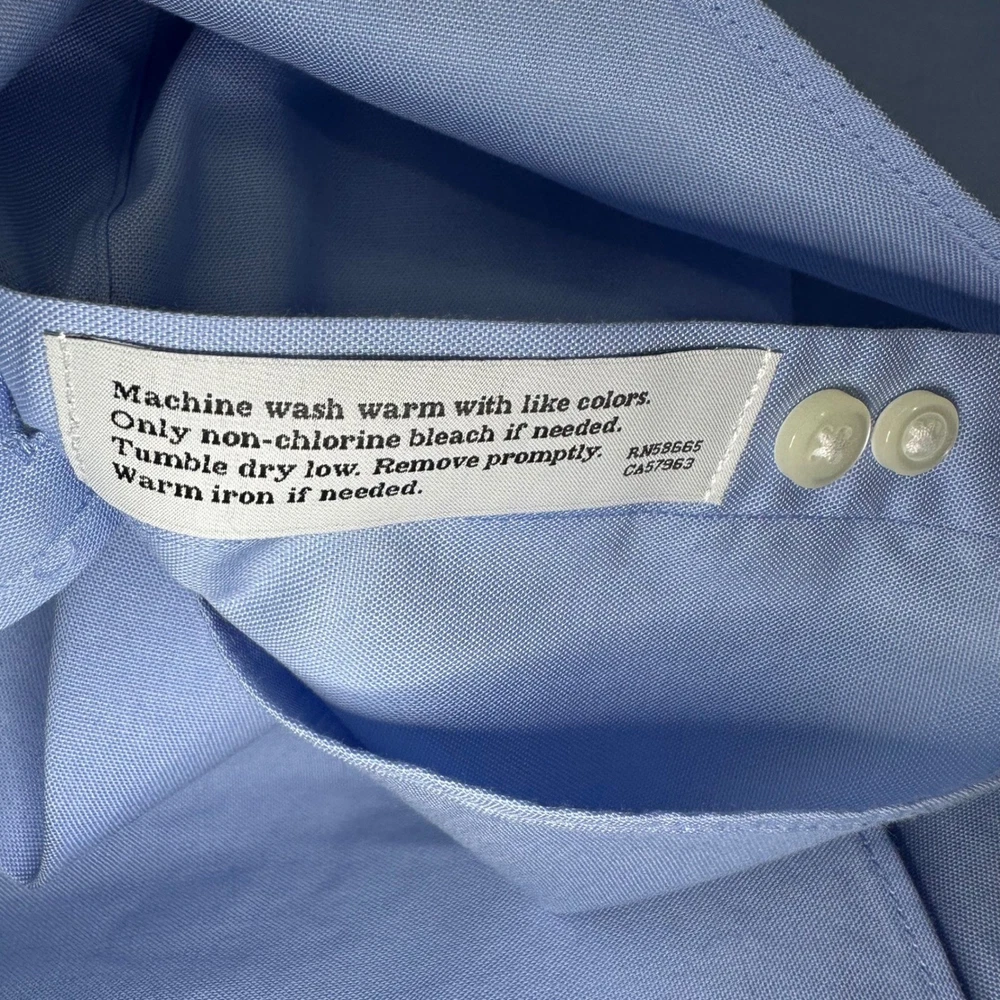 Machine wash warm with like colors.
Only non-chlorine bleach if needed.
Tumble dry low. Remove promptly.
Warm iron if needed.
RN58665
CA57963